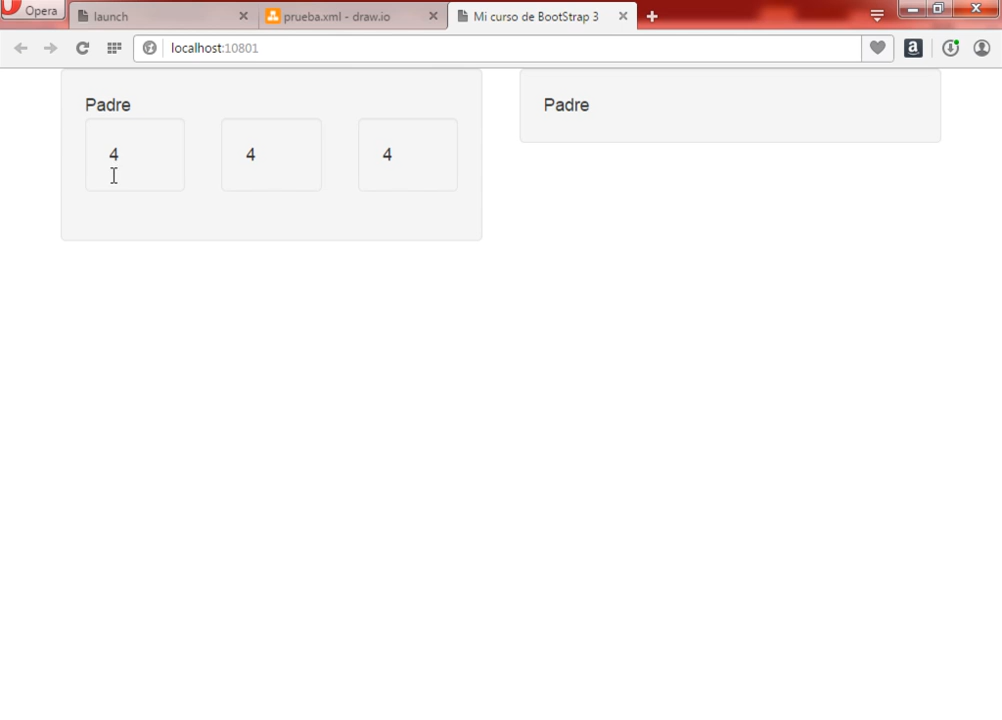 Opera
launch
prueba.xml - draw.io
Mi curso de BootStrap 3
localhost:10801
a
Padre
4
4
4
Padre